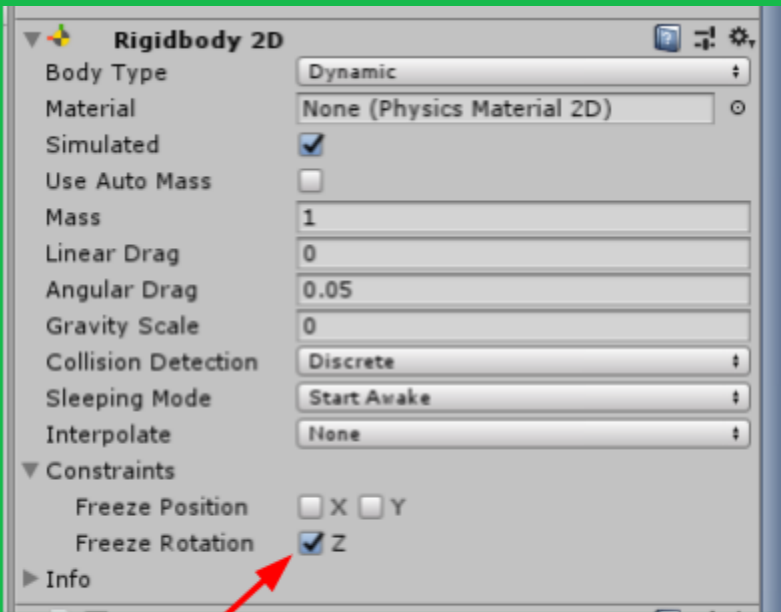 Rigidbody 2D
Body Type Dynamic
Material None (Physics Material 2D)
Simulated
Use Auto Mass
Mass 1
Linear Drag 0
Angular Drag 0.05
Gravity Scale 0
Collision Detection Discrete
Sleeping Mode Start Awake
Interpolate None
Constraints
Freeze Position X Y
Freeze Rotation Z
Info